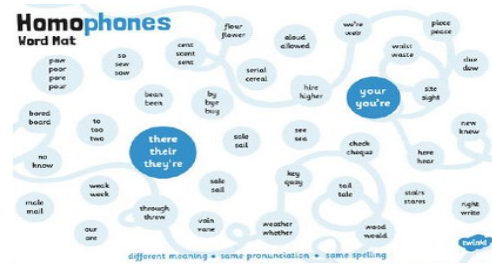 Homophones
Word Mat
flour
flower
aloud
allowed
we're
weir
piece
peace
cent
scent
sent
so
sew
sow
waist
waste
paw
poor
pore
pour
due
dew
serial
cereal
hire
higher
your
you're
site
sight
bean
been
by
bye
buy
bored
board
to
too
two
new
knew
there
their
they're
sail
see
sea
check
cheque
here
hear
no
know
key
quay
weak
week
sale
sail
tail
tale
stairs
stares
male
mail
through
threw
right
write
vain
vane
weather
whether
wood
would
our
are
twinkl
different meaning • same pronunciation • same spelling